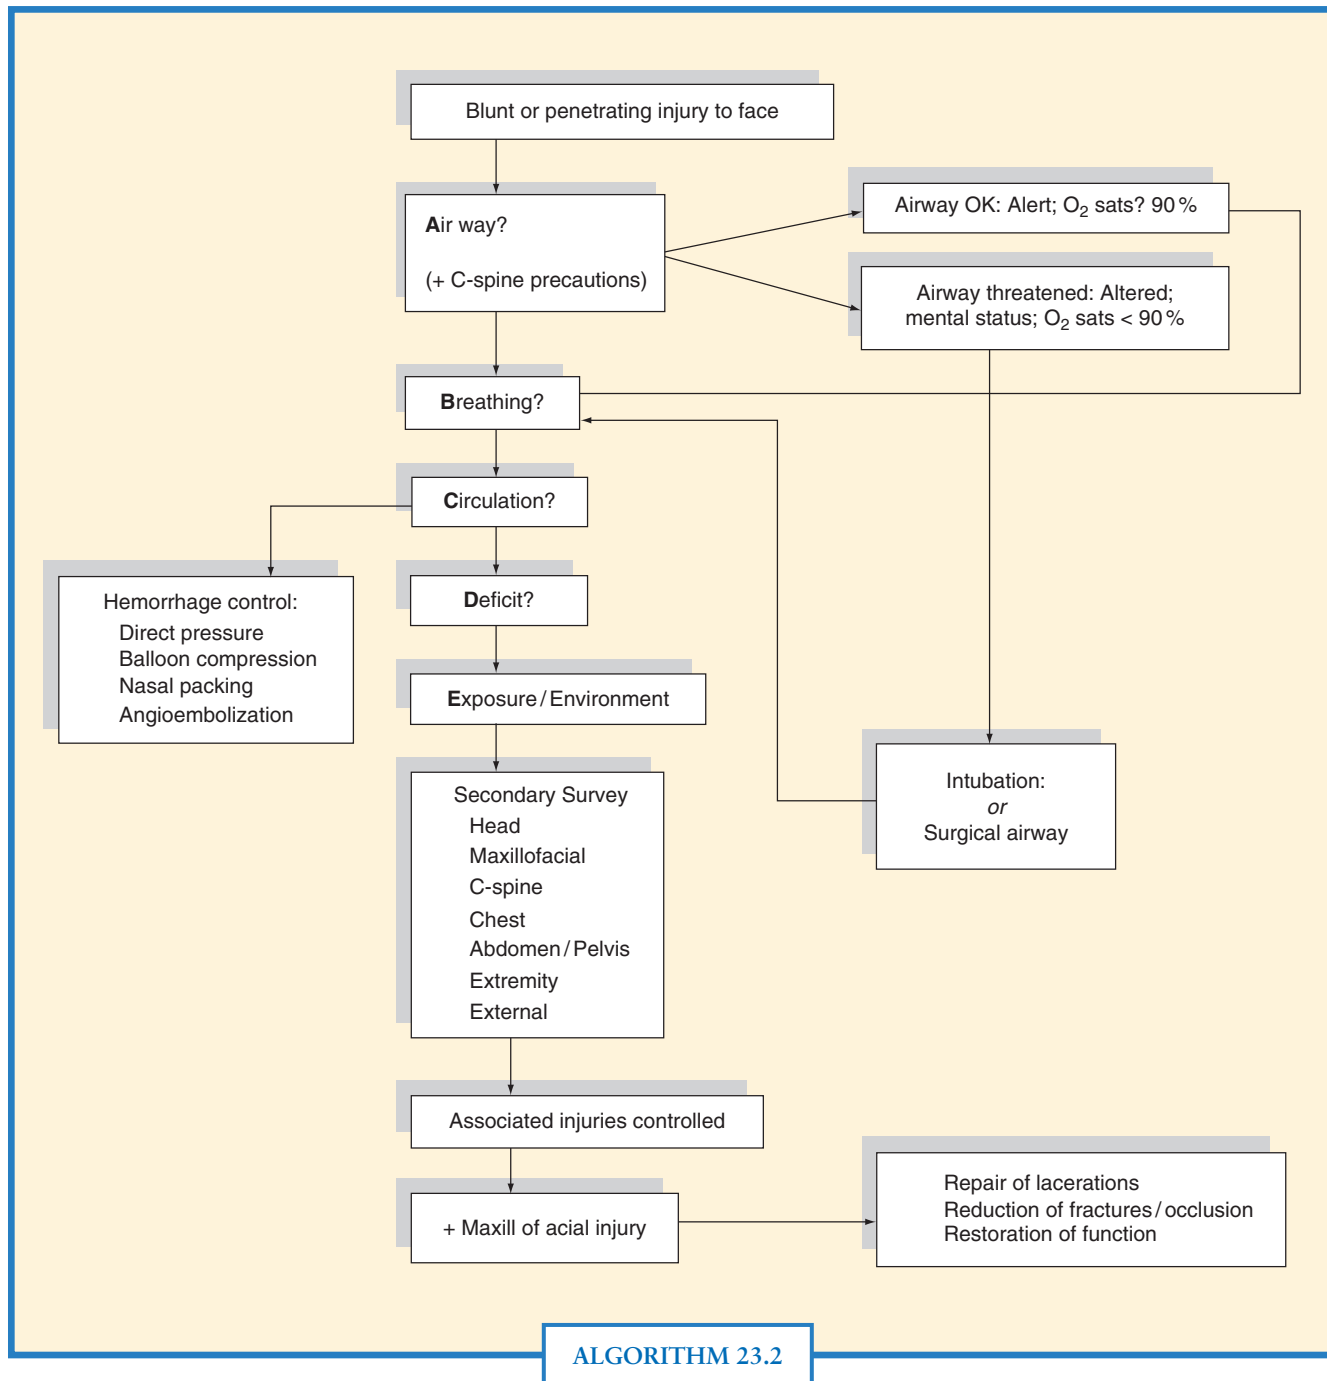 Blunt or penetrating injury to face
Air way?
(+ C-spine precautions)
Airway OK: Alert; O₂ sats? 90 %
Airway threatened: Altered;
mental status; O₂ sats < 90 %
Breathing?
Circulation?
Hemorrhage control:
Direct pressure
Balloon compression
Nasal packing
Angioembolization
Deficit?
Exposure / Environment
Secondary Survey
Head
Maxillofacial
C-spine
Chest
Abdomen / Pelvis
Extremity
External
Intubation:
or
Surgical airway
Associated injuries controlled
+ Maxill of acial injury
Repair of lacerations
Reduction of fractures / occlusion
Restoration of function
ALGORITHM 23.2